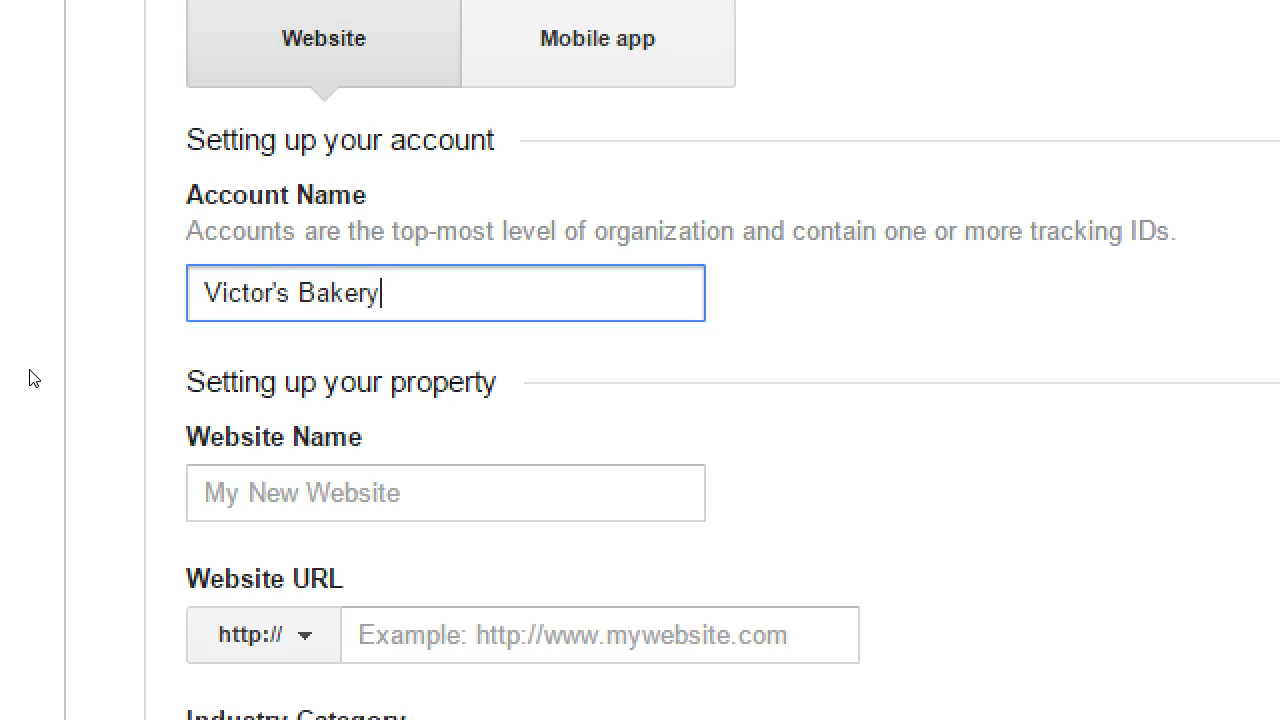 Website
Mobile app
Setting up your account
Account Name
Accounts are the top-most level of organization and contain one or more tracking IDs.
Victor's Bakery
Setting up your property
Website Name
My New Website
Website URL
http://
Example: http://www.mywebsite.com
Industry Category